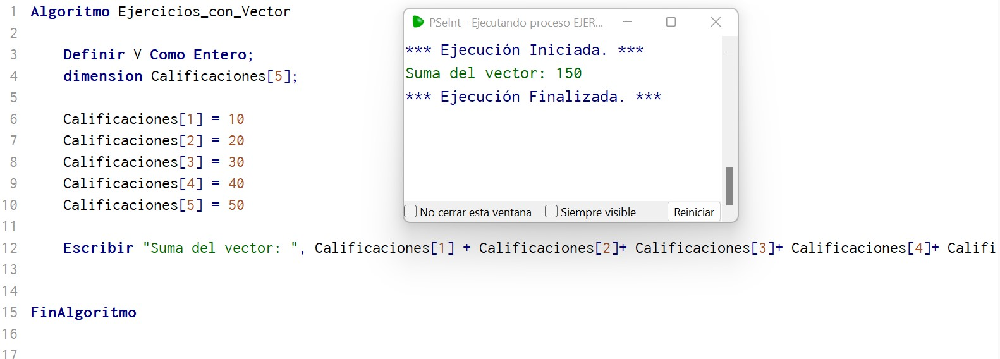 1 Algoritmo Ejercicios_con_Vector
2
3 Definir V Como Entero;
4 dimension Calificaciones[5];
5
6 Calificaciones[1] = 10
7 Calificaciones[2] = 20
8 Calificaciones[3] = 30
9 Calificaciones[4] = 40
10 Calificaciones[5] = 50
11
12 Escribir "Suma del vector: ", Calificaciones[1] + Calificaciones[2]+ Calificaciones[3]+ Calificaciones[4]+ Califi
13
14
15 FinAlgoritmo
16
17
PSeInt - Ejecutando proceso EJER...
*** Ejecución Iniciada. ***
Suma del vector: 150
*** Ejecución Finalizada. ***
No cerrar esta ventana Siempre visible Reiniciar